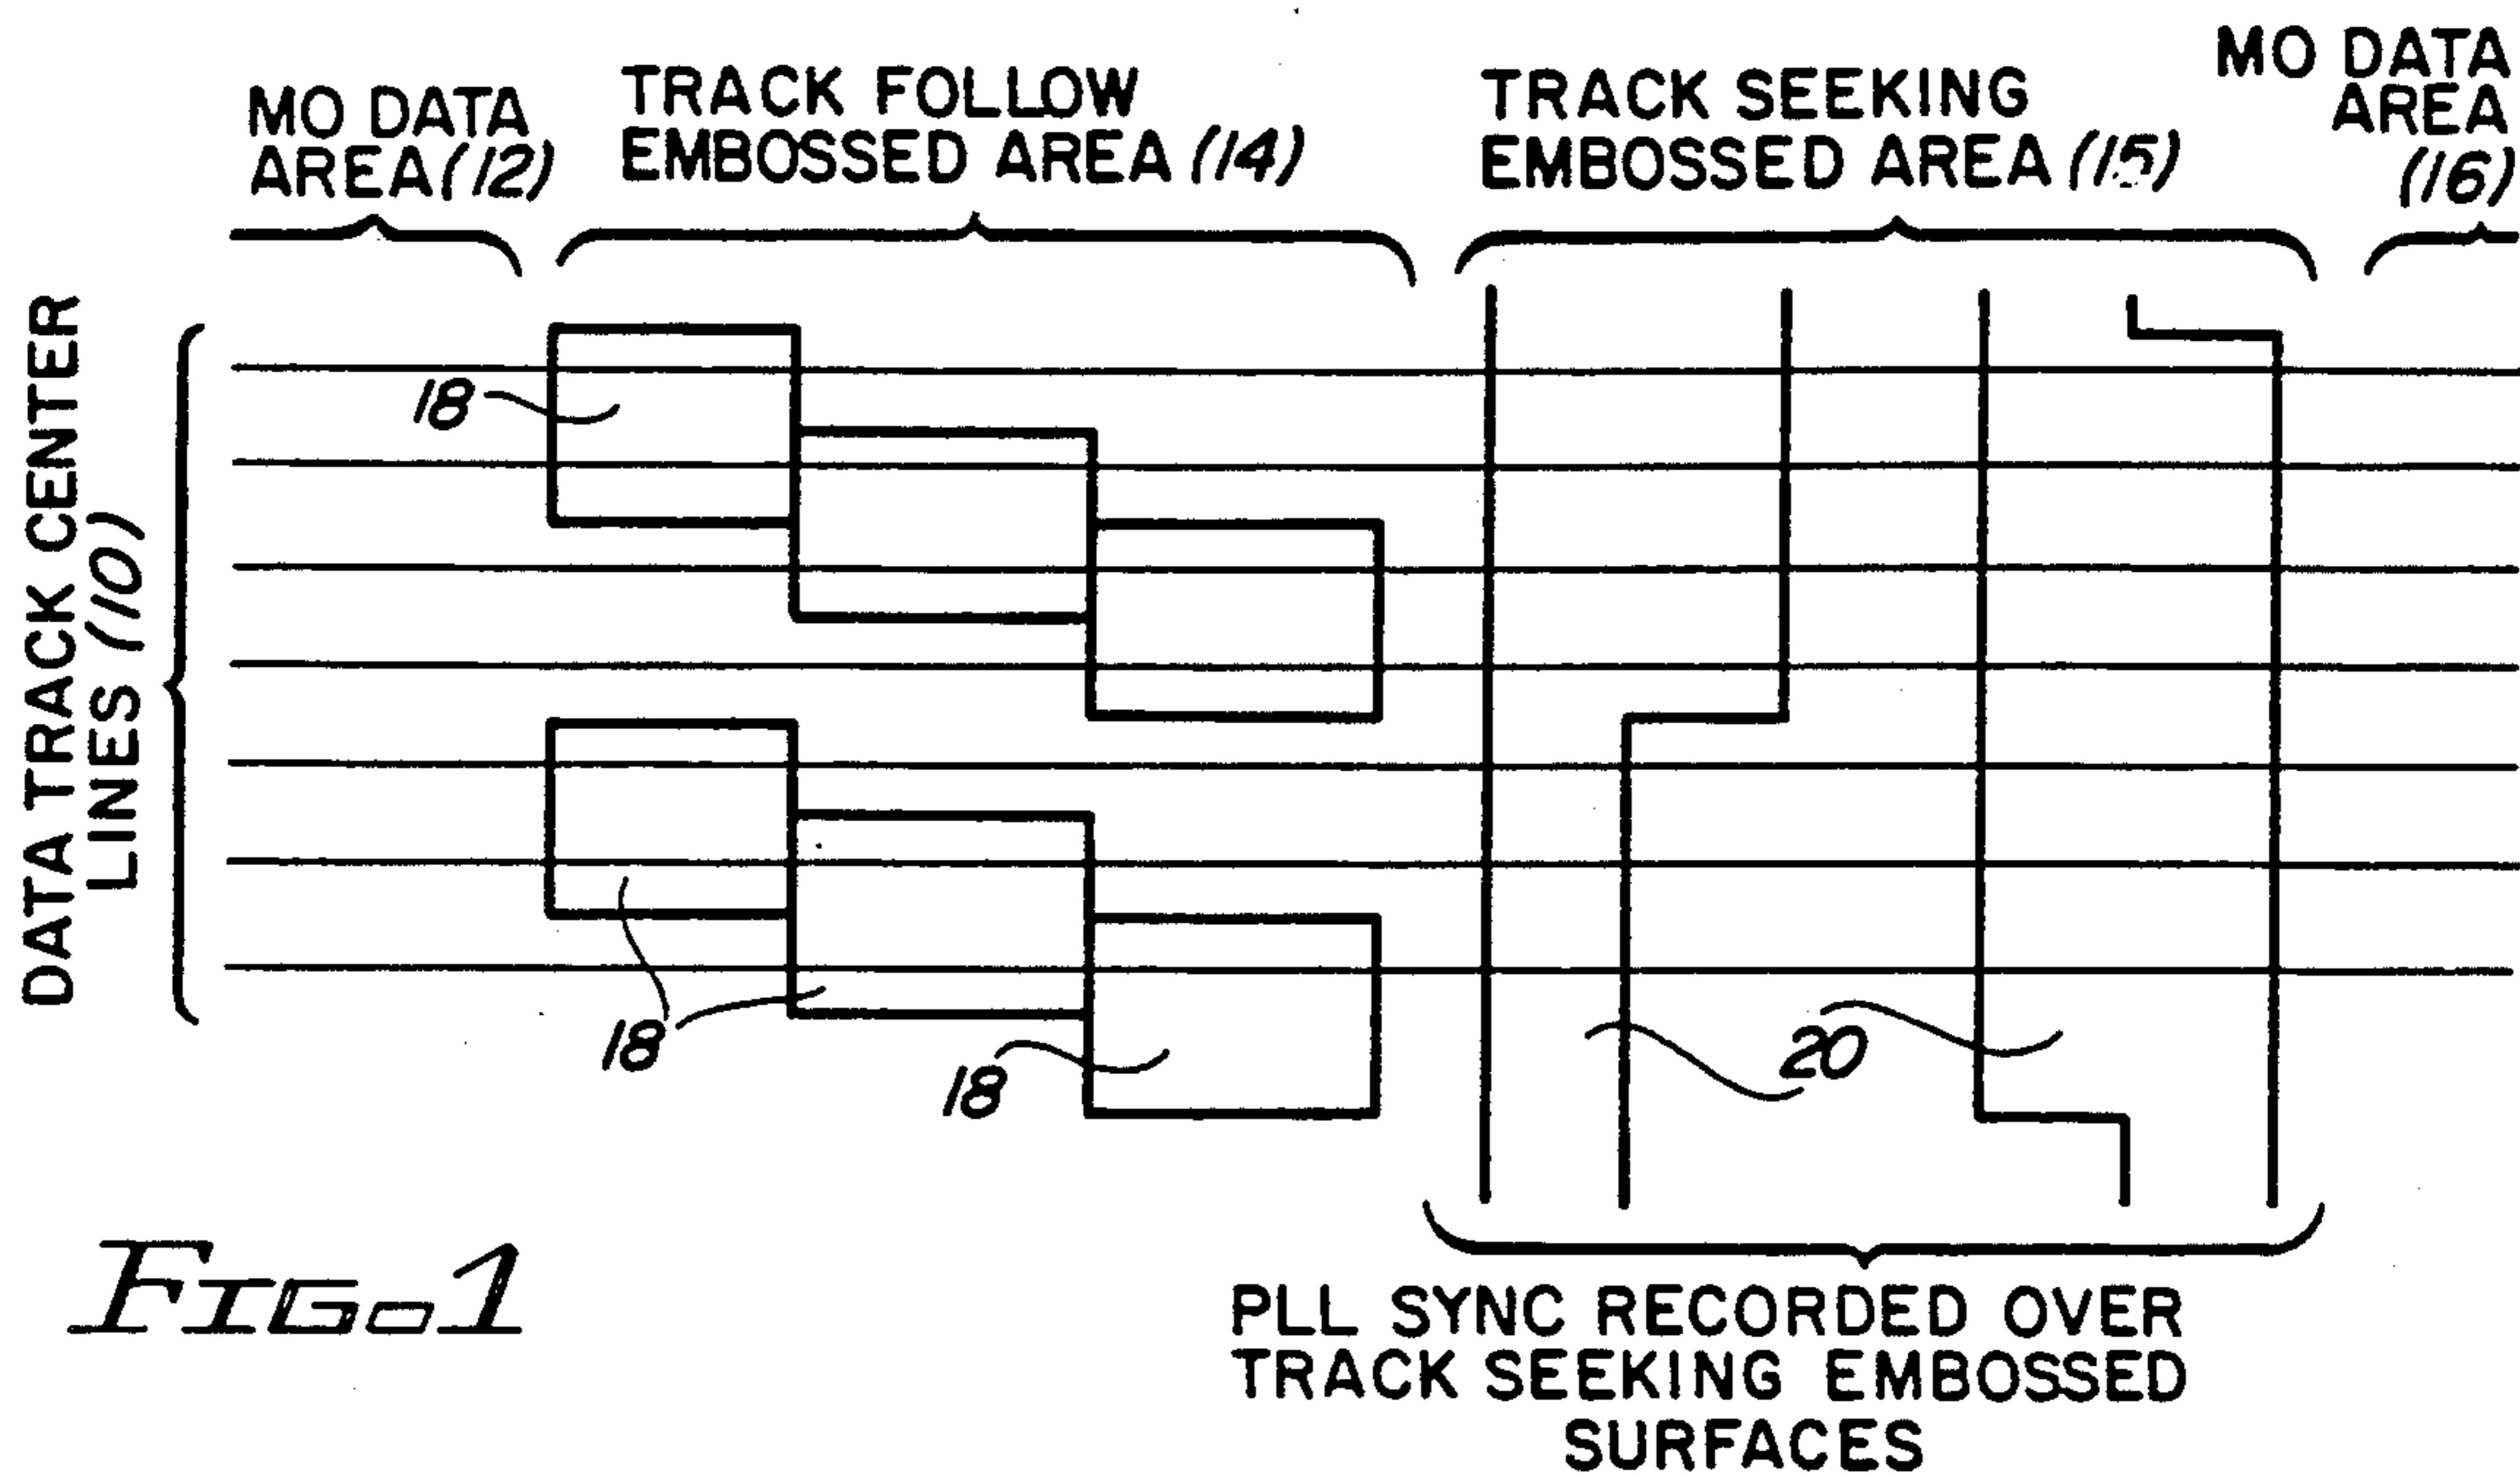 MO DATA
AREA (12)
TRACK FOLLOW
EMBOSSED AREA (14)
TRACK SEEKING
EMBOSSED AREA (15)
MO DATA
AREA
(16)
DATA TRACK CENTER
LINES (10)
18
18
18
20
FIG. 1
PLL SYNC RECORDED OVER
TRACK SEEKING EMBOSSED
SURFACES